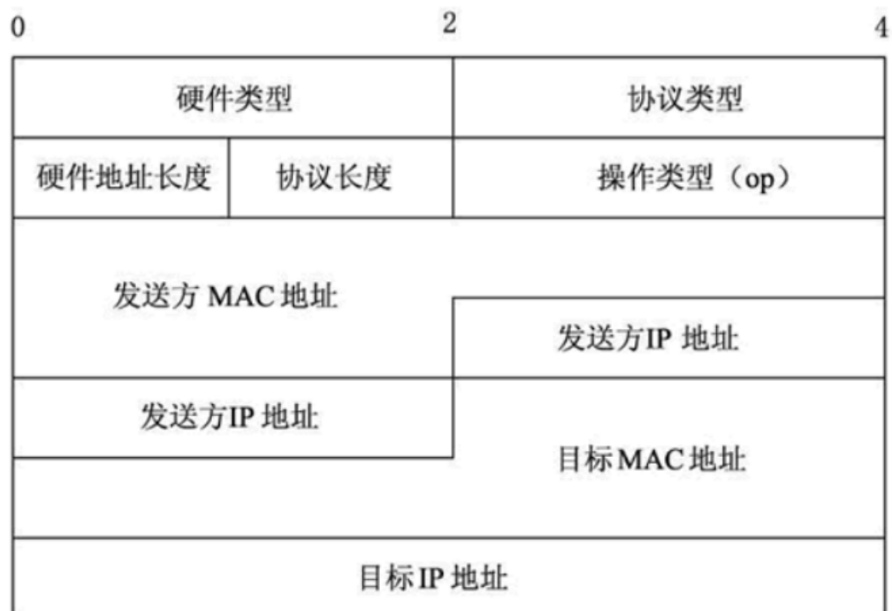 0 2 4
硬件类型 协议类型
硬件地址长度 协议长度 操作类型（op）
发送方 MAC 地址
发送方IP 地址
发送方IP 地址
目标MAC 地址
目标IP 地址